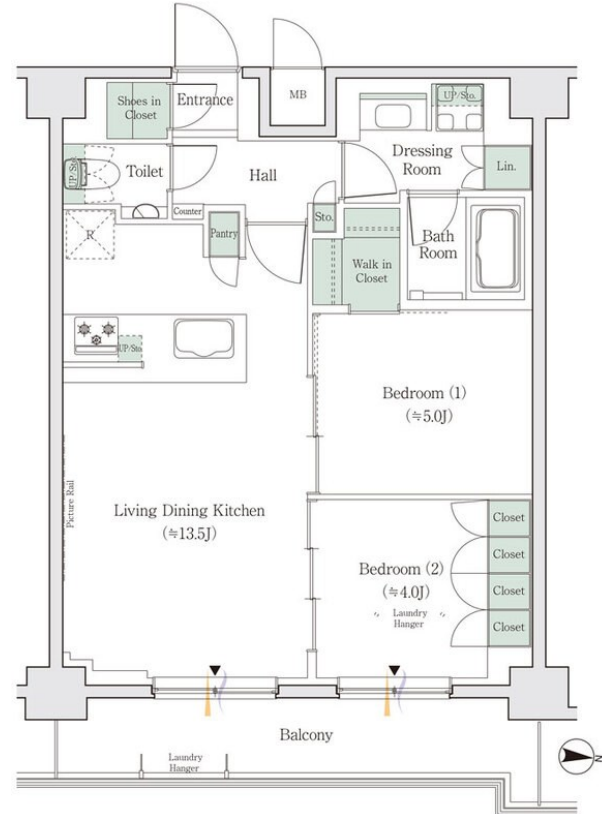 Shoes in
Closet
Entrance
MB
UP/Sto.
Dressing
Room
Lin.
UP/Sto.
Toilet
Hall
Counter
Sto.
R
Pantry
Walk in
Closet
Bath
Room
UP/Sto.
Bedroom (1)
(≒5.0J)
Picture Rail
Living Dining Kitchen
(≒13.5J)
Bedroom (2)
(≒4.0J)
Laundry
Hanger
Closet
Closet
Closet
Closet
Balcony
Laundry
Hanger
N